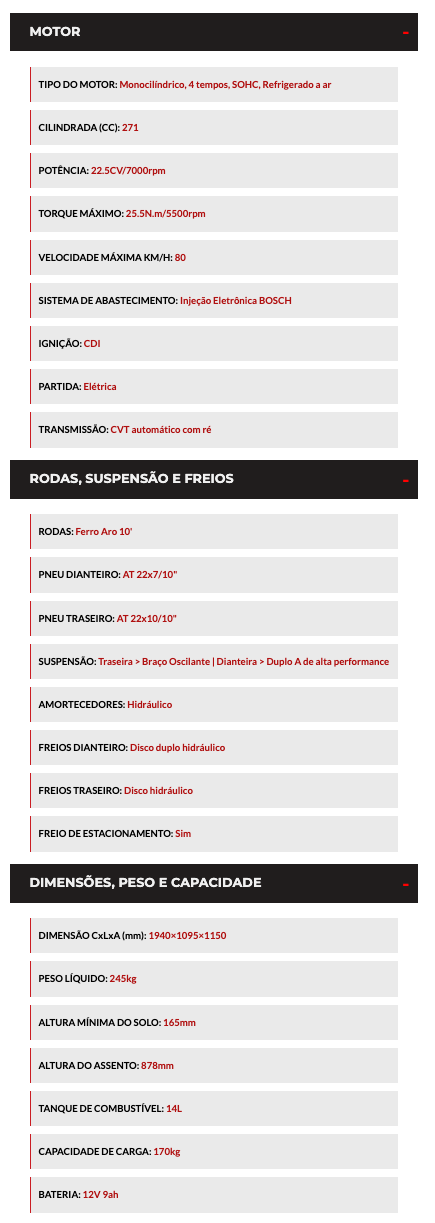 MOTOR -
TIPO DO MOTOR: Monocilíndrico, 4 tempos, SOHC, Refrigerado a ar
CILINDRADA (CC): 271
POTÊNCIA: 22.5CV/7000rpm
TORQUE MÁXIMO: 25.5N.m/5500rpm
VELOCIDADE MÁXIMA KM/H: 80
SISTEMA DE ABASTECIMENTO: Injeção Eletrônica BOSCH
IGNIÇÃO: CDI
PARTIDA: Elétrica
TRANSMISSÃO: CVT automático com ré
RODAS, SUSPENSÃO E FREIOS -
RODAS: Ferro Aro 10'
PNEU DIANTEIRO: AT 22x7/10"
PNEU TRASEIRO: AT 22x10/10"
SUSPENSÃO: Traseira > Braço Oscilante | Dianteira > Duplo A de alta performance
AMORTECEDORES: Hidráulico
FREIOS DIANTEIRO: Disco duplo hidráulico
FREIOS TRASEIRO: Disco hidráulico
FREIO DE ESTACIONAMENTO: Sim
DIMENSÕES, PESO E CAPACIDADE -
DIMENSÃO CxLxA (mm): 1940×1095×1150
PESO LÍQUIDO: 245kg
ALTURA MÍNIMA DO SOLO: 165mm
ALTURA DO ASSENTO: 878mm
TANQUE DE COMBUSTÍVEL: 14L
CAPACIDADE DE CARGA: 170kg
BATERIA: 12V 9ah